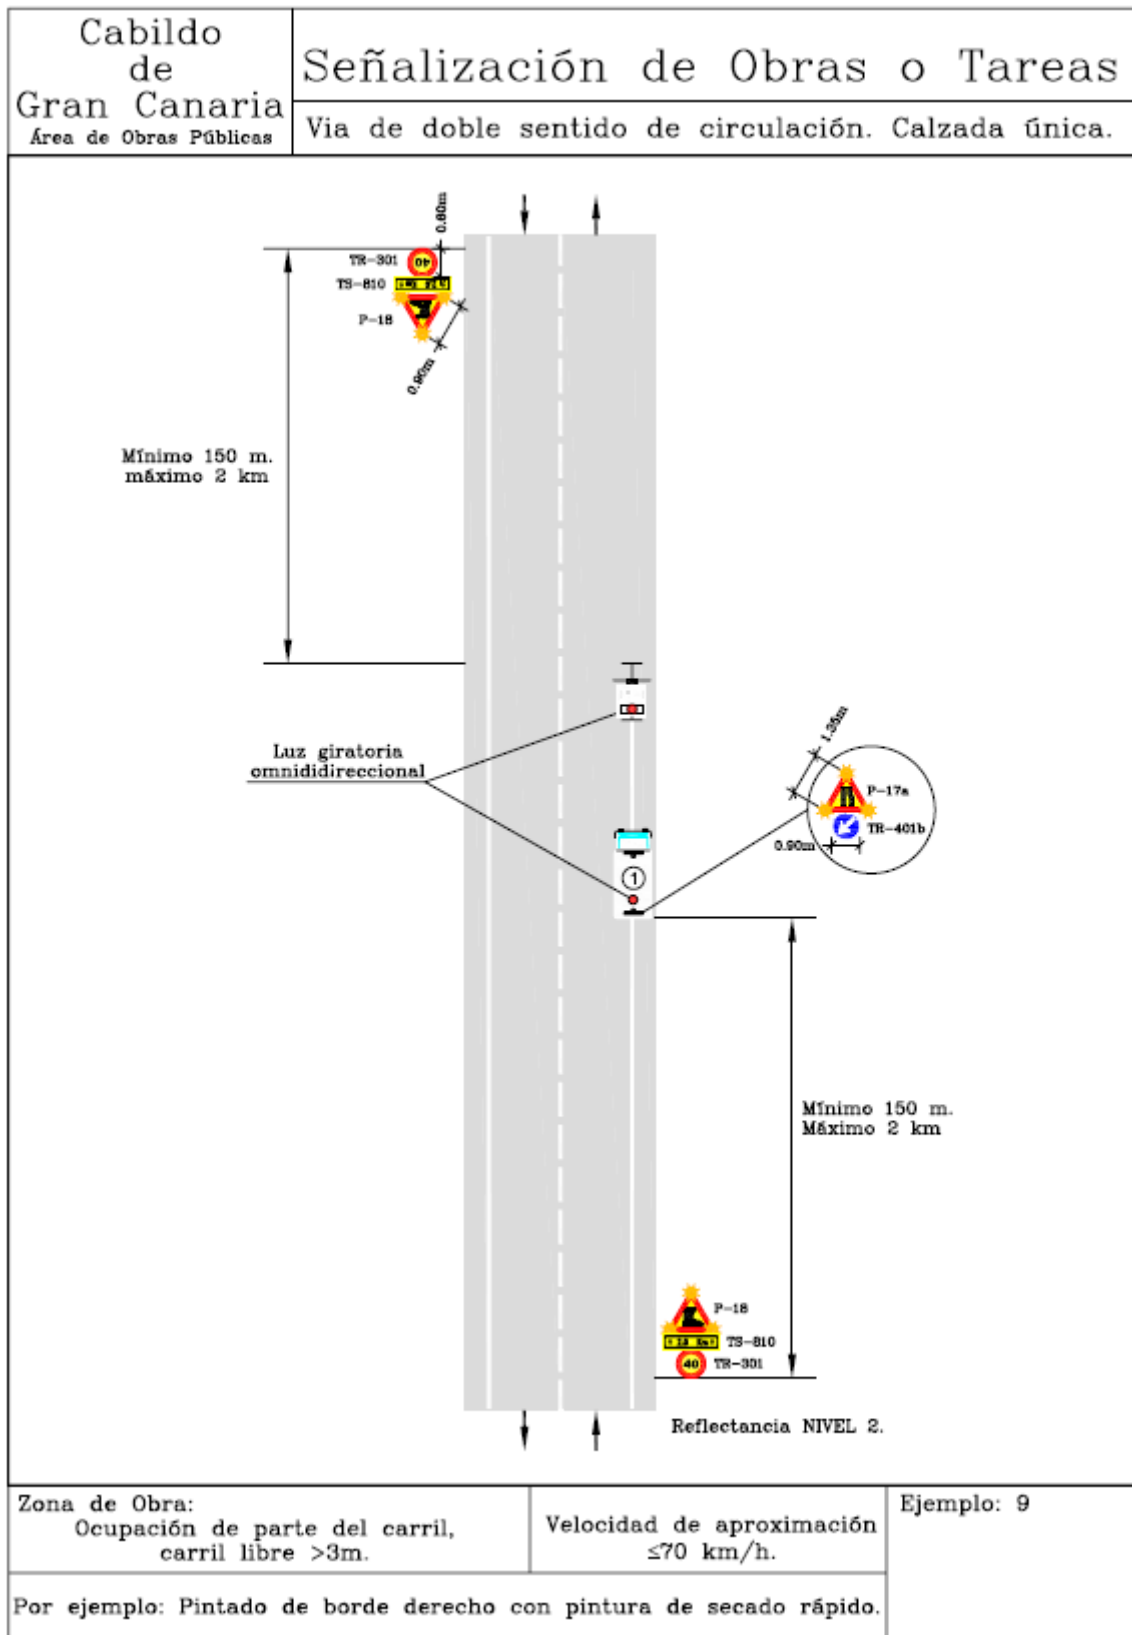 Cabildo
de
Gran Canaria
Área de Obras Públicas
Señalización de Obras o Tareas
Via de doble sentido de circulación. Calzada única.
0.60m
TR-301
40
TS-810
P-18
0.90m
Mínimo 150 m.
máximo 2 km
Luz giratoria
omnididireccional
1.35m
P-17a
TR-401b
0.90m
1
Mínimo 150 m.
Máximo 2 km
P-18
TS-810
40
TR-301
Reflectancia NIVEL 2.
Zona de Obra:
Ocupación de parte del carril,
carril libre >3m.
Velocidad de aproximación
≤70 km/h.
Ejemplo: 9
Por ejemplo: Pintado de borde derecho con pintura de secado rápido.